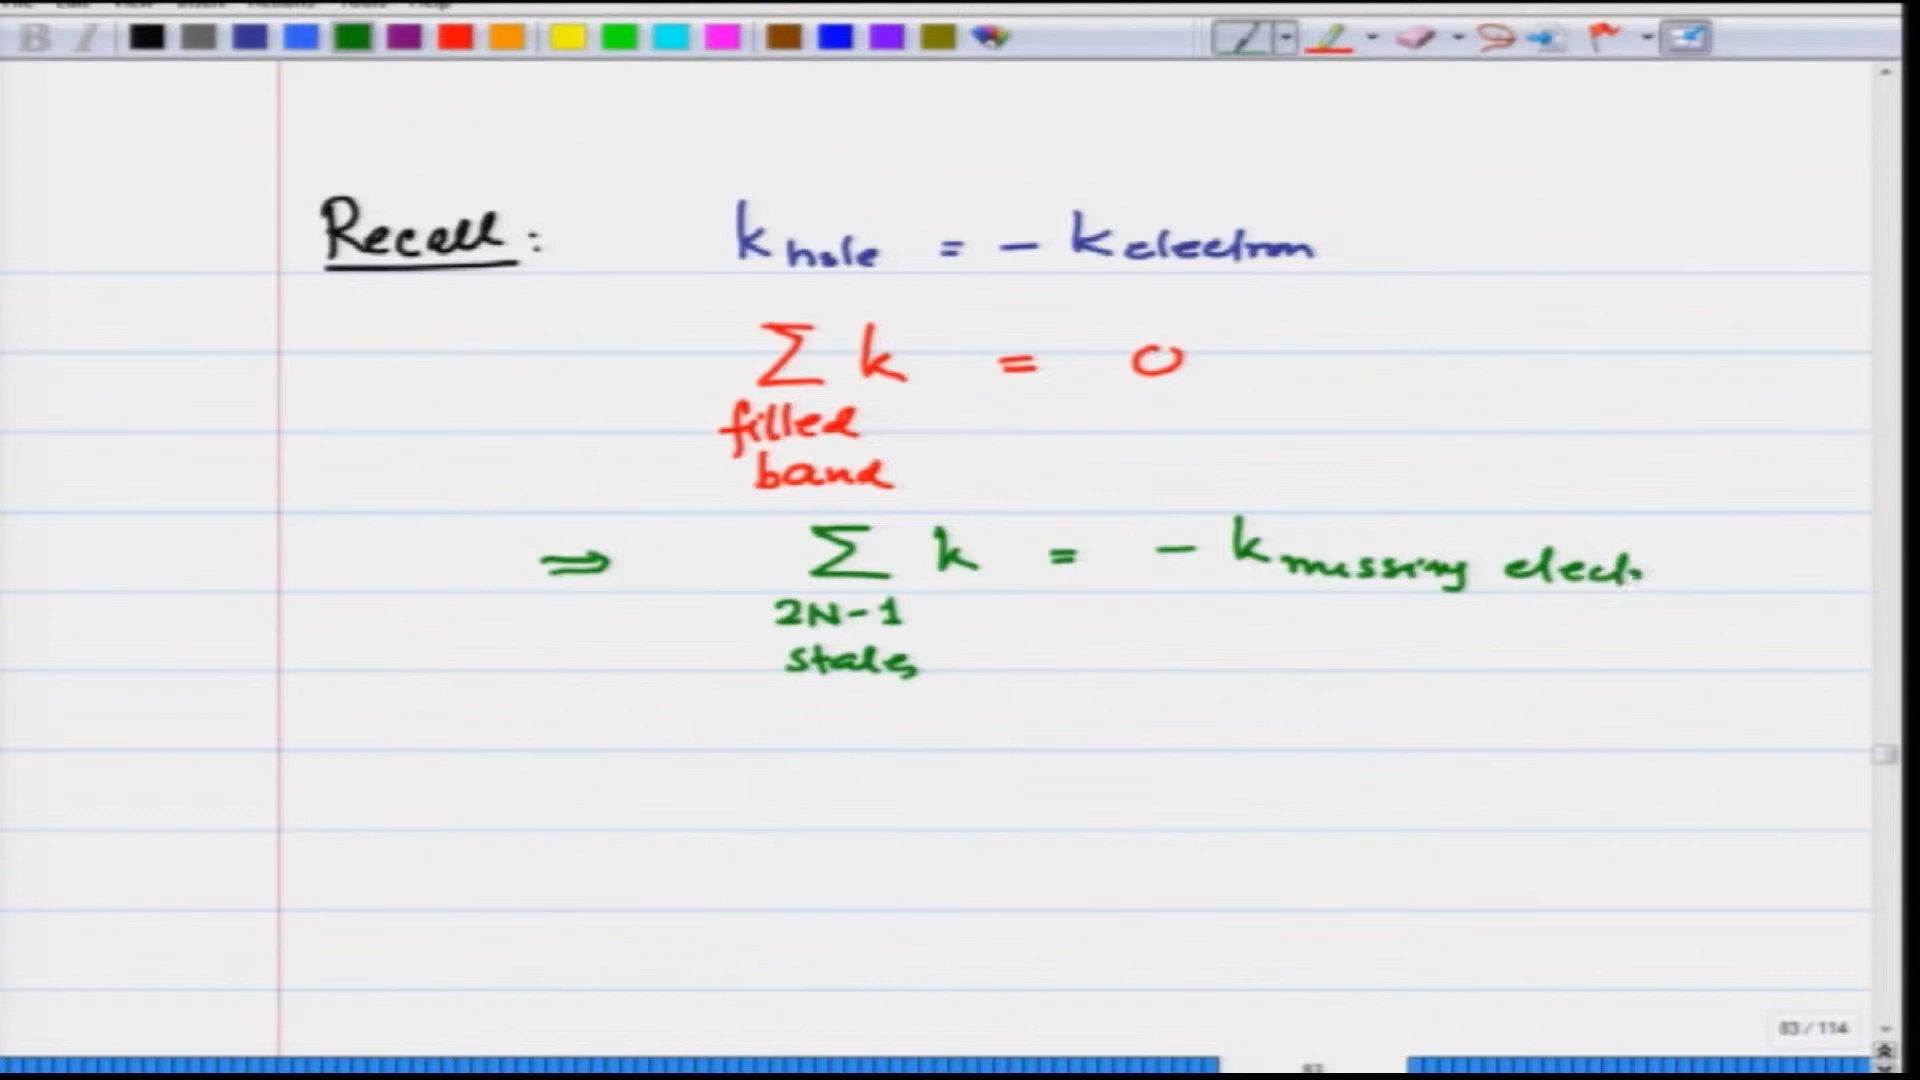 B I
Recall: k hole = - k electron
∑ k = 0
filled
band
⇒ ∑ k = - k missing elect.
2N-1
states
83 / 114